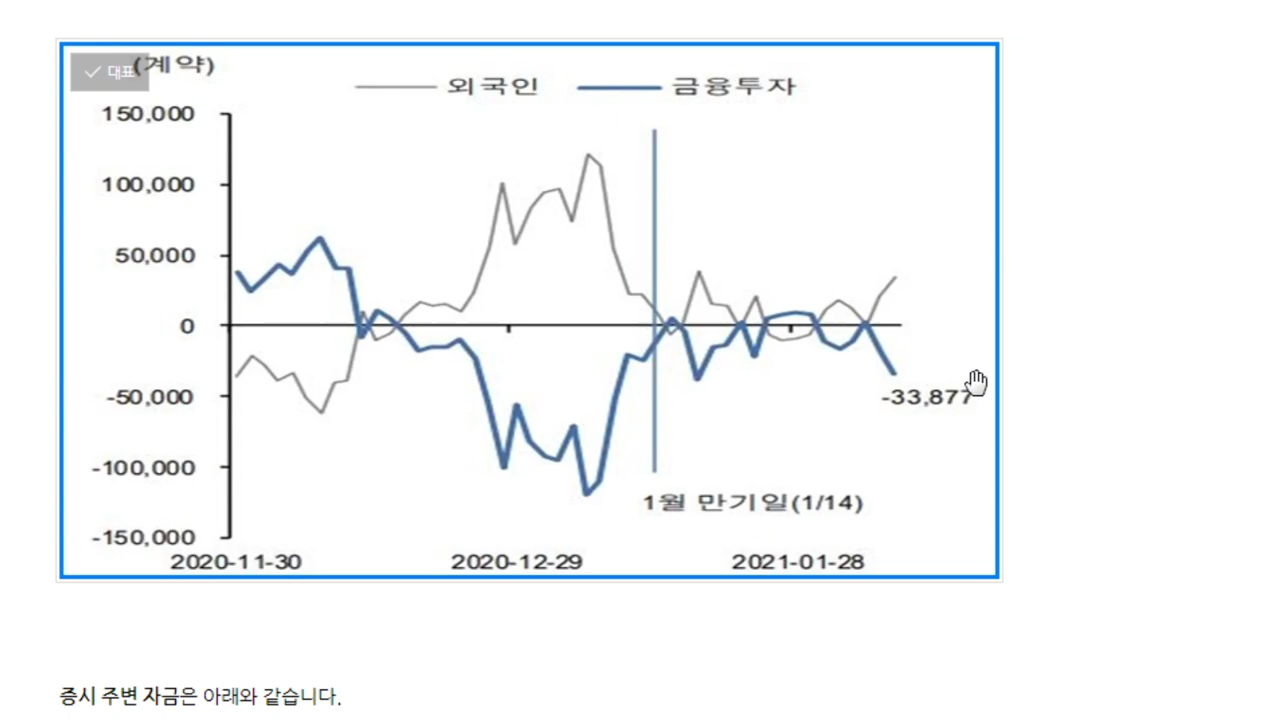 대표
(계약)
외국인 금융투자
150,000
100,000
50,000
0
-50,000
-100,000
-150,000
-33,877
1월 만기일(1/14)
2020-11-30 2020-12-29 2021-01-28
증시 주변 자금은 아래와 같습니다.